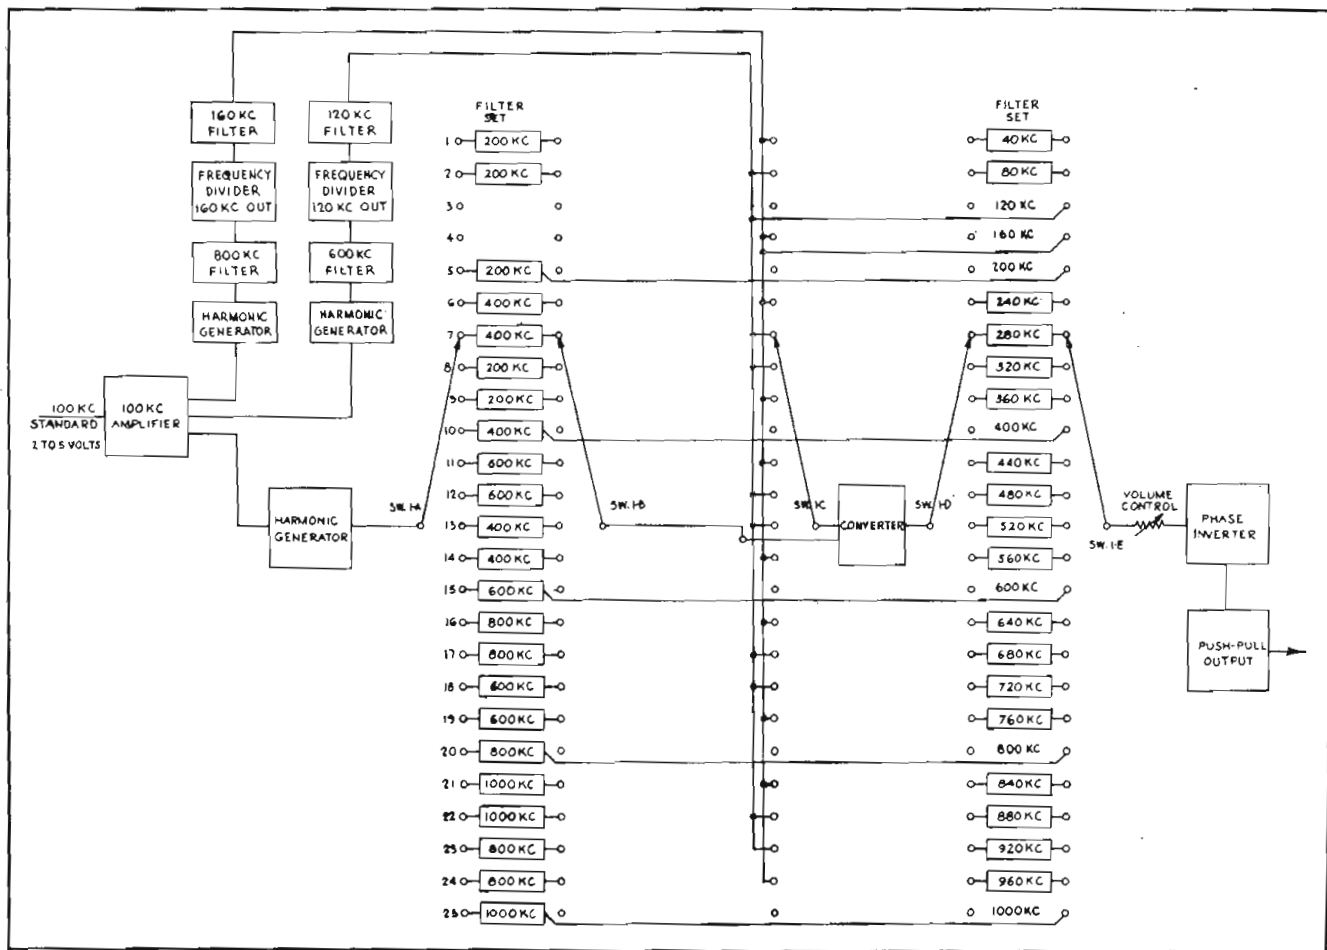 160 KC
FILTER
120 KC
FILTER
FREQUENCY
DIVIDER
160 KC OUT
FREQUENCY
DIVIDER
120 KC OUT
800 KC
FILTER
600 KC
FILTER
HARMONIC
GENERATOR
HARMONIC
GENERATOR
100 KC
STANDARD
2 TO 5 VOLTS
100 KC
AMPLIFIER
HARMONIC
GENERATOR
SW. 1-A
FILTER
SET
1 200 KC
2 200 KC
3
4
5 200 KC
6 400 KC
7 400 KC
8 200 KC
9 200 KC
10 400 KC
11 600 KC
12 600 KC
13 400 KC
14 400 KC
15 600 KC
16 800 KC
17 800 KC
18 600 KC
19 600 KC
20 800 KC
21 1000 KC
22 1000 KC
23 800 KC
24 800 KC
25 1000 KC
SW. 1-B
SW. 1-C
CONVERTER
SW. 1-D
FILTER
SET
40 KC
80 KC
120 KC
160 KC
200 KC
240 KC
280 KC
320 KC
360 KC
400 KC
440 KC
480 KC
520 KC
560 KC
600 KC
640 KC
680 KC
720 KC
760 KC
800 KC
840 KC
880 KC
920 KC
960 KC
1000 KC
SW. 1-E
VOLUME
CONTROL
PHASE
INVERTER
PUSH-PULL
OUTPUT